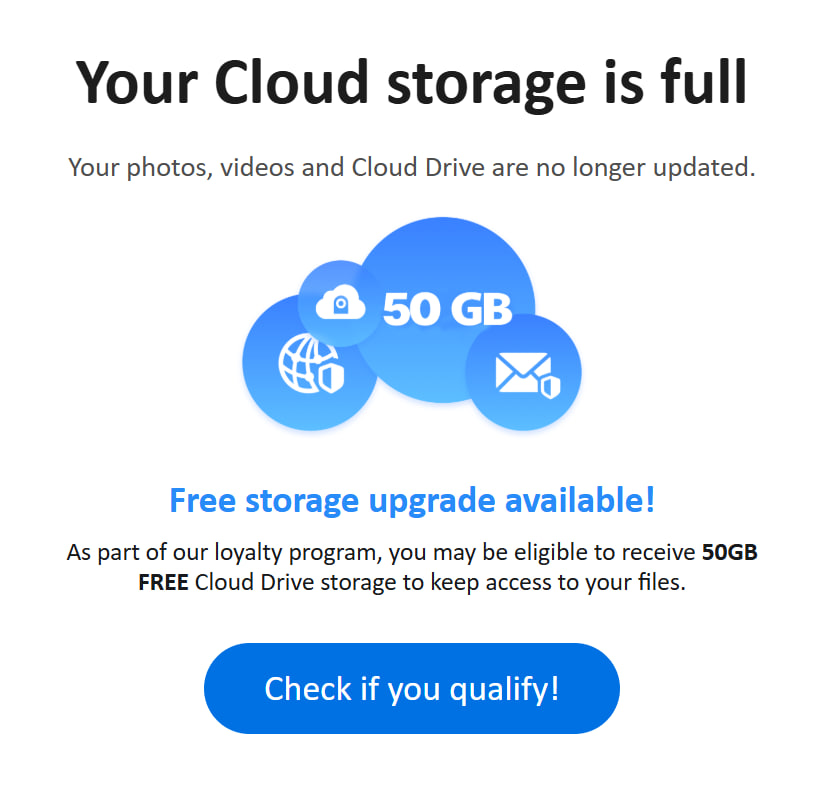 Your Cloud storage is full
Your photos, videos and Cloud Drive are no longer updated.
50 GB
Free storage upgrade available!
As part of our loyalty program, you may be eligible to receive 50GB
FREE Cloud Drive storage to keep access to your files.
Check if you qualify!